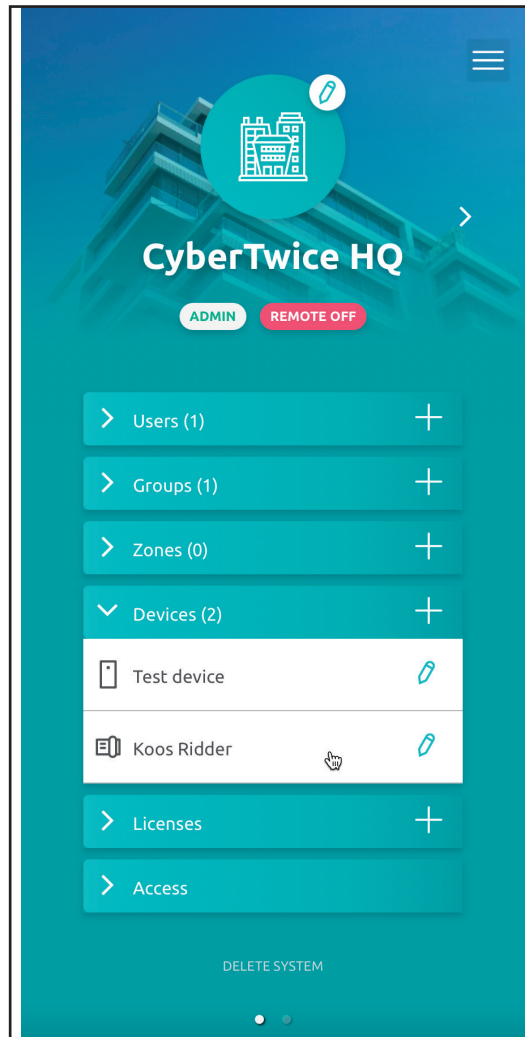 CyberTwice HQ
ADMIN REMOTE OFF
Users (1)
Groups (1)
Zones (0)
Devices (2)
Test device
Koos Ridder
Licenses
Access
DELETE SYSTEM